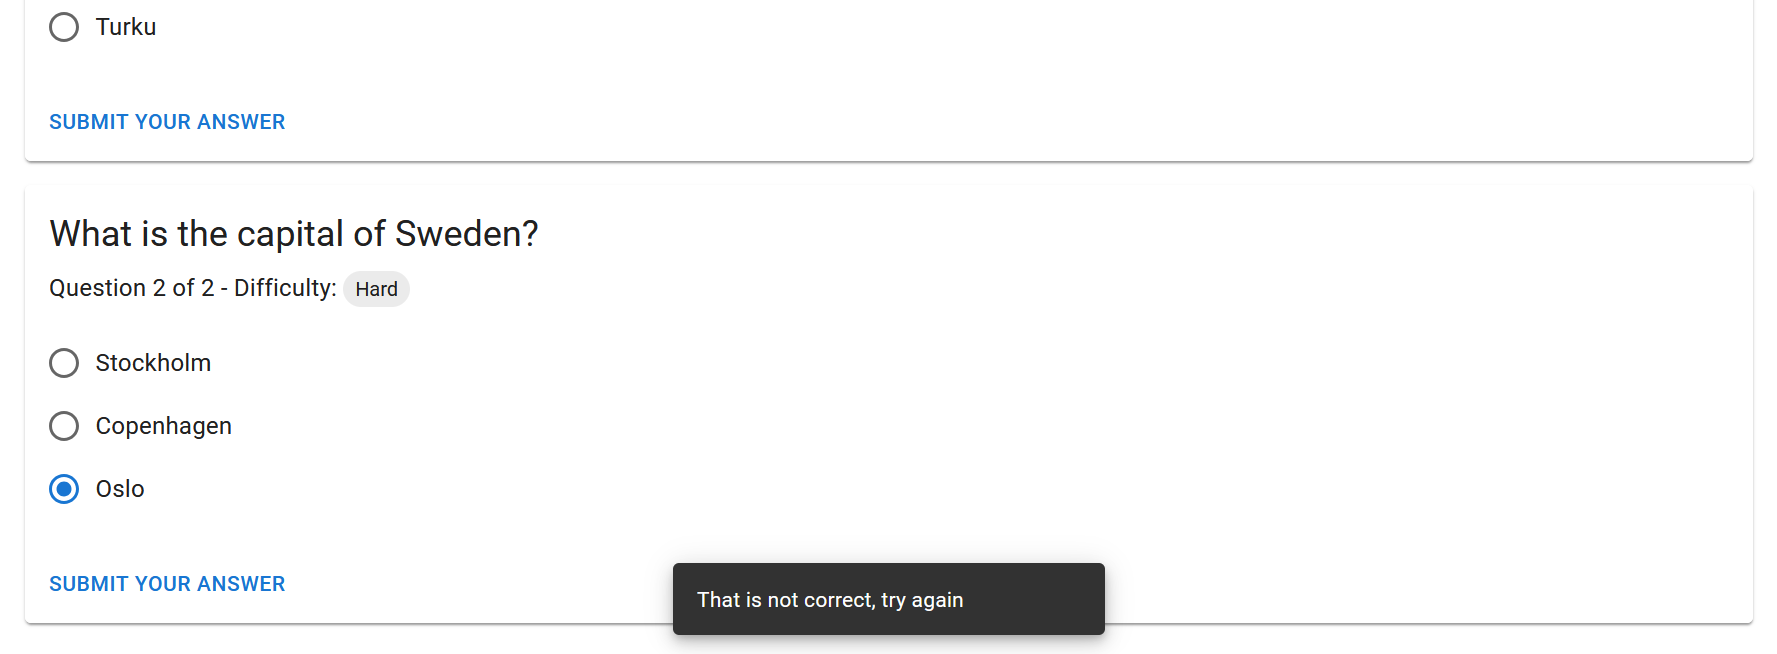 Turku
SUBMIT YOUR ANSWER
What is the capital of Sweden?
Question 2 of 2 - Difficulty: Hard
Stockholm
Copenhagen
Oslo
SUBMIT YOUR ANSWER
That is not correct, try again